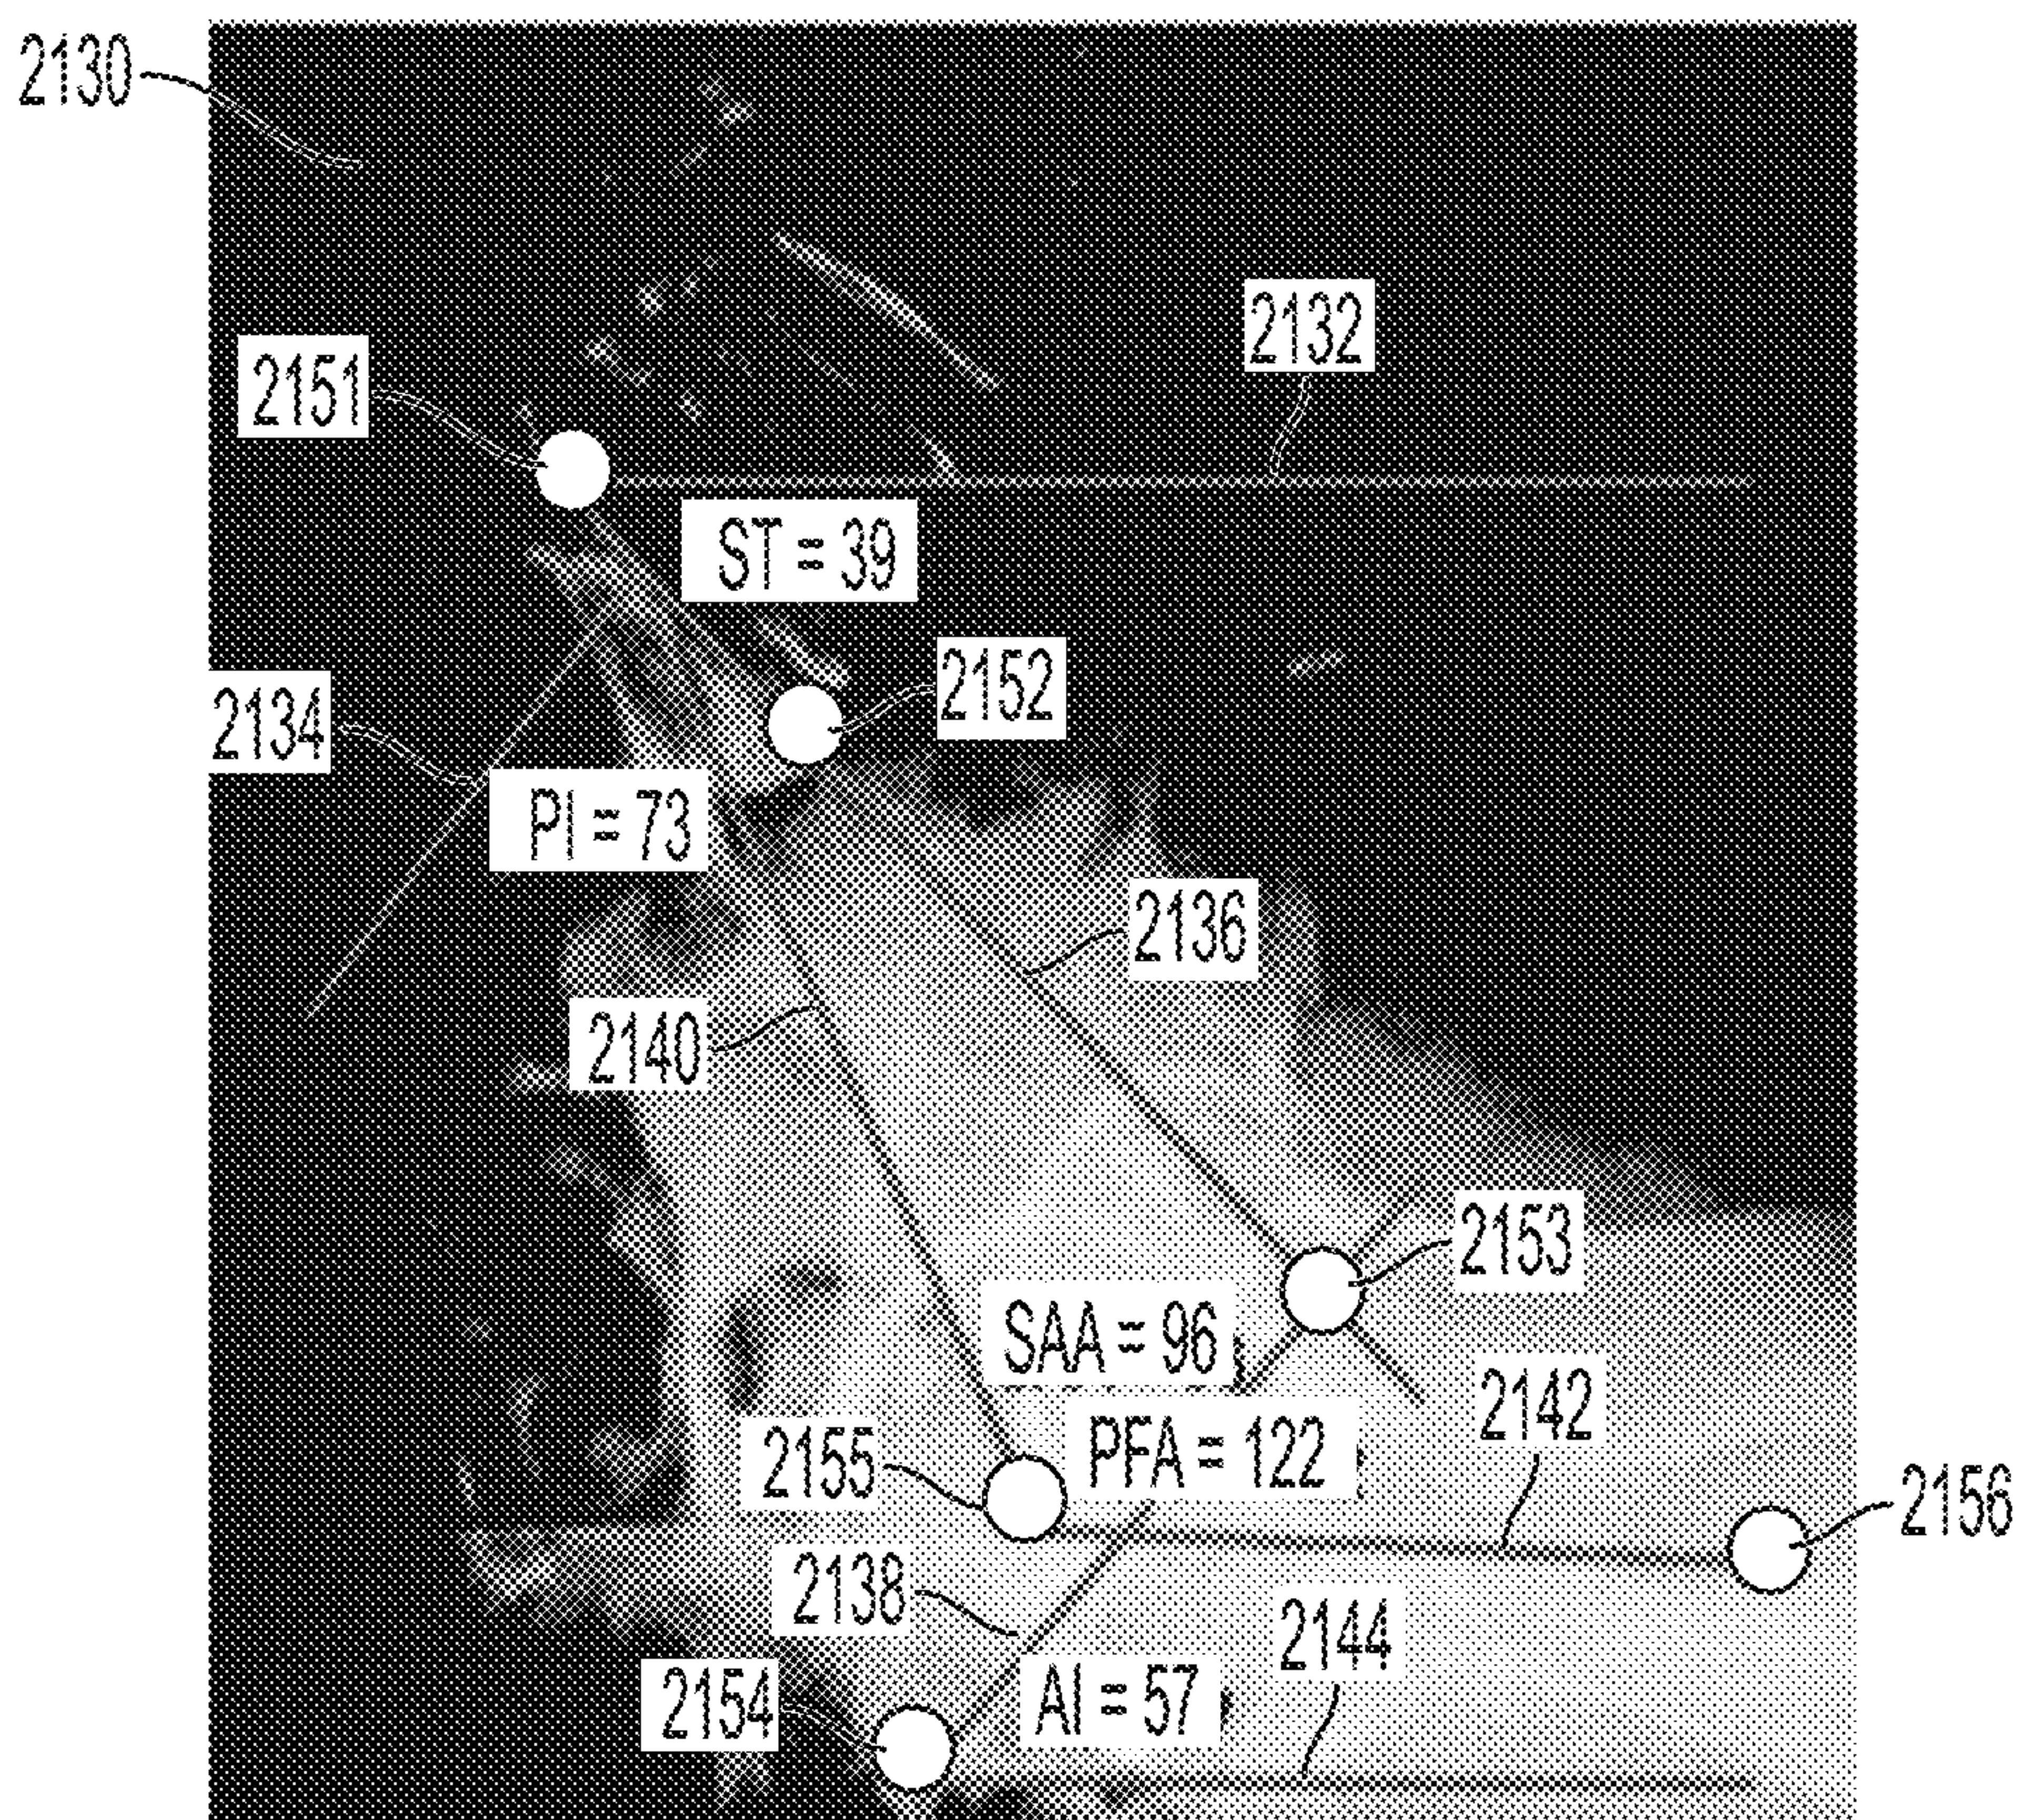 2130
2132
2151
ST = 39
2152
2134
PI = 73
2136
2140
2153
SAA = 96
2142
PFA = 122
2155
2156
2138
2144
AI = 57
2154